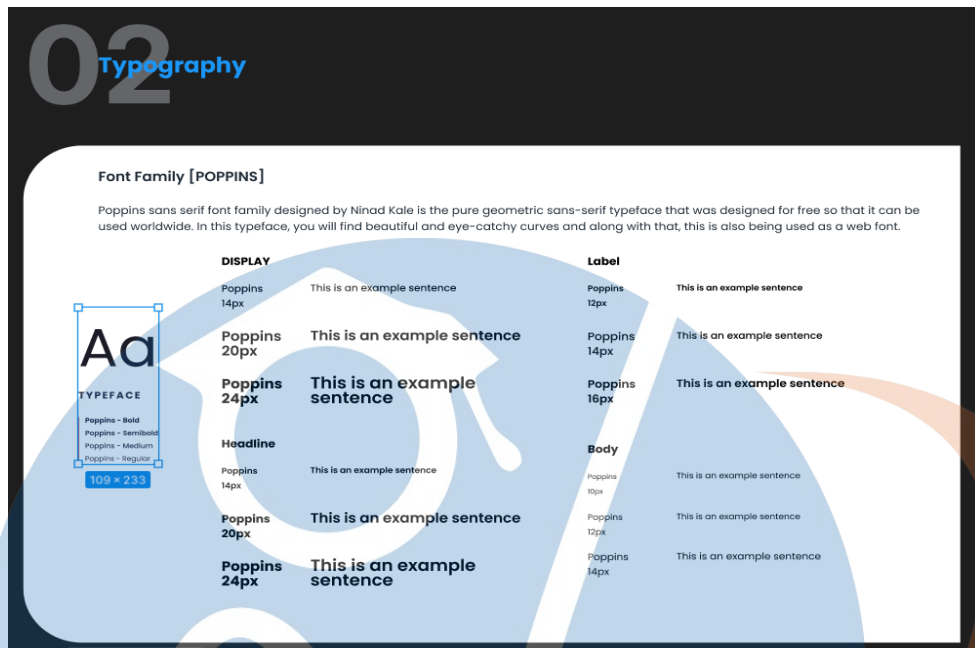 02
Typography
Font Family [POPPINS]
Poppins sans serif font family designed by Ninad Kale is the pure geometric sans-serif typeface that was designed for free so that it can be
used worldwide. In this typeface, you will find beautiful and eye-catchy curves and along with that, this is also being used as a web font.
Aa
TYPEFACE
Poppins - Bold
Poppins - Semibold
Poppins - Medium
Poppins - Regular
109 × 233
DISPLAY
Poppins
14px
This is an example sentence
Poppins
20px
This is an example sentence
Poppins
24px
This is an example
sentence
Headline
Poppins
14px
This is an example sentence
Poppins
20px
This is an example sentence
Poppins
24px
This is an example
sentence
Label
Poppins
12px
This is an example sentence
Poppins
14px
This is an example sentence
Poppins
16px
This is an example sentence
Body
Poppins
10px
This is an example sentence
Poppins
12px
This is an example sentence
Poppins
14px
This is an example sentence